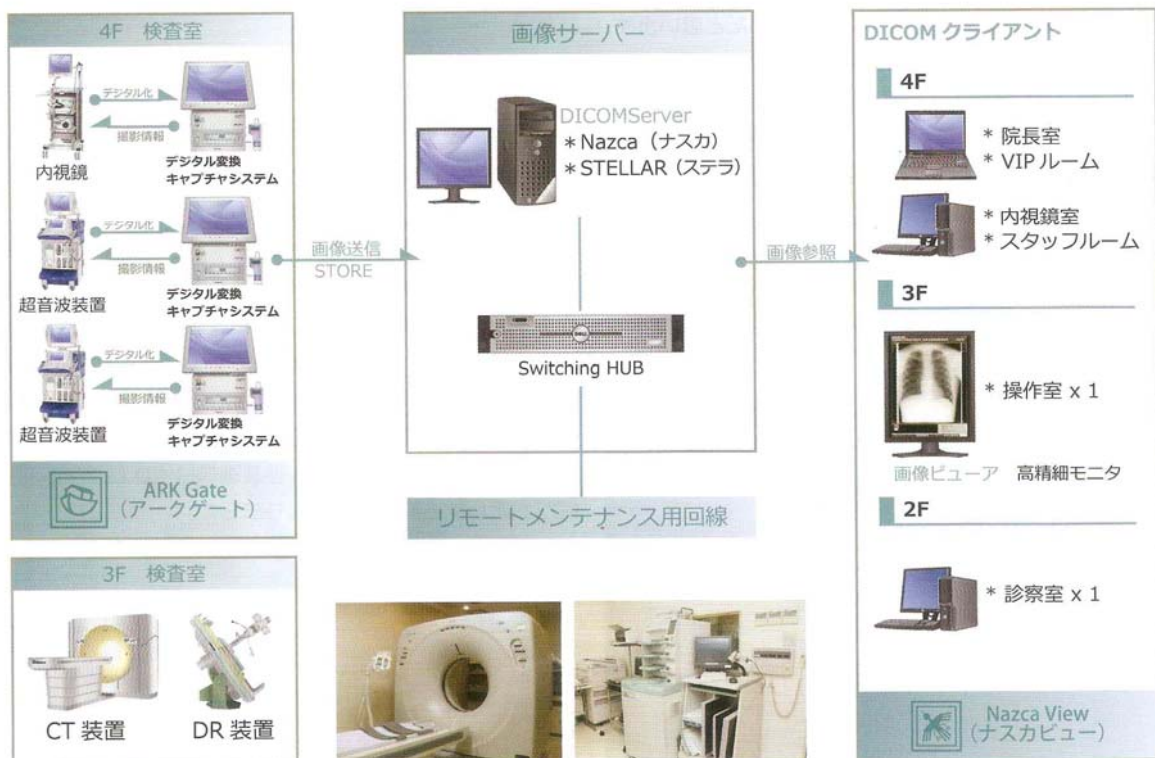 4F 検査室
デジタル化
撮影情報
内視鏡
デジタル変換
キャプチャシステム
デジタル化
撮影情報
超音波装置
デジタル変換
キャプチャシステム
デジタル化
撮影情報
超音波装置
デジタル変換
キャプチャシステム
ARK Gate
(アークゲート)
3F 検査室
CT 装置
DR 装置
画像送信
STORE
画像サーバー
DICOMServer
*Nazca (ナスカ)
*STELLAR (ステラ)
DELL
Switching HUB
リモートメンテナンス用回線
画像参照
DICOM クライアント
4F
* 院長室
* VIP ルーム
* 内視鏡室
* スタッフルーム
3F
* 操作室 x 1
画像ビューア 高精細モニタ
2F
* 診察室 x 1
Nazca View
(ナスカビュー)